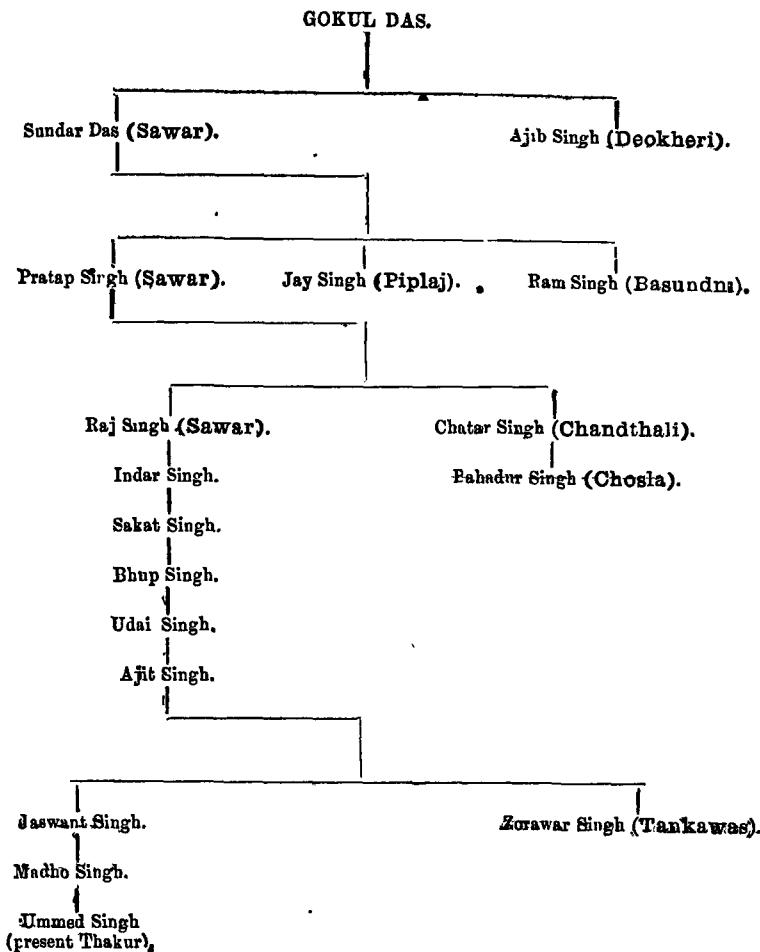 GOKUL DAS.
Sundar Das (Sawar). Ajib Singh (Deokheri).
Pratap Singh (Sawar). Jay Singh (Piplaj). Ram Singh (Basundni).
Raj Singh (Sawar). Chatar Singh (Chandthali).
Indar Singh. Bahadur Singh (Chosla).
Sakat Singh.
Bhup Singh.
Udai Singh.
Ajit Singh.
Jaswant Singh. Zorawar Singh (Tankawas).
Madho Singh.
Ummed Singh
(present Thakur).